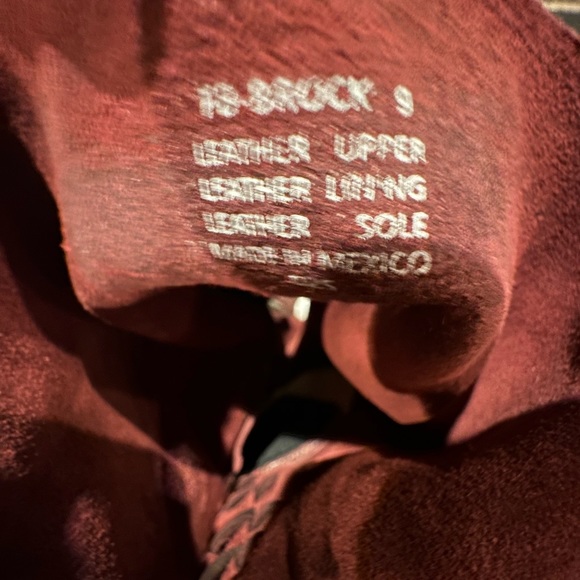 18-BROCK 9
LEATHER UPPER
LEATHER LINING
LEATHER SOLE
MADE IN MEXICO